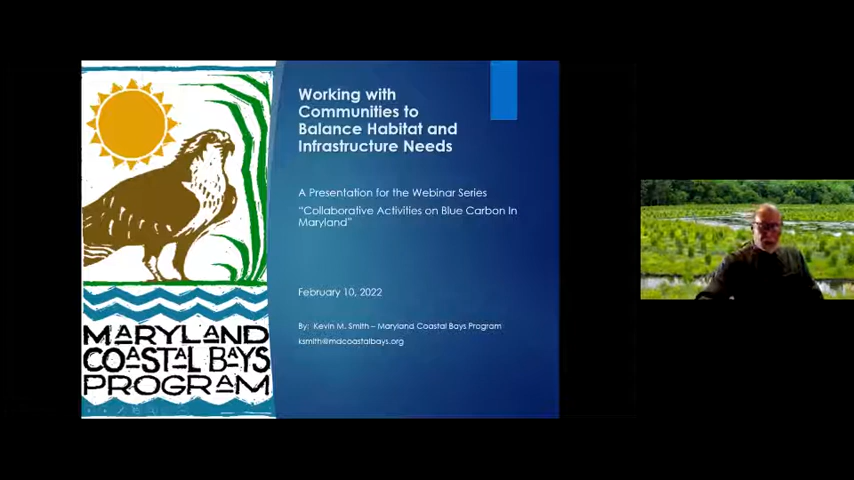 Working with
Communities to
Balance Habitat and
Infrastructure Needs
A Presentation for the Webinar Series
"Collaborative Activities on Blue Carbon In
Maryland"
February 10, 2022
By: Kevin M. Smith – Maryland Coastal Bays Program
ksmith@mdcoastalbays.org
MARYLAND
COASTAL BAYS
PROGRAM